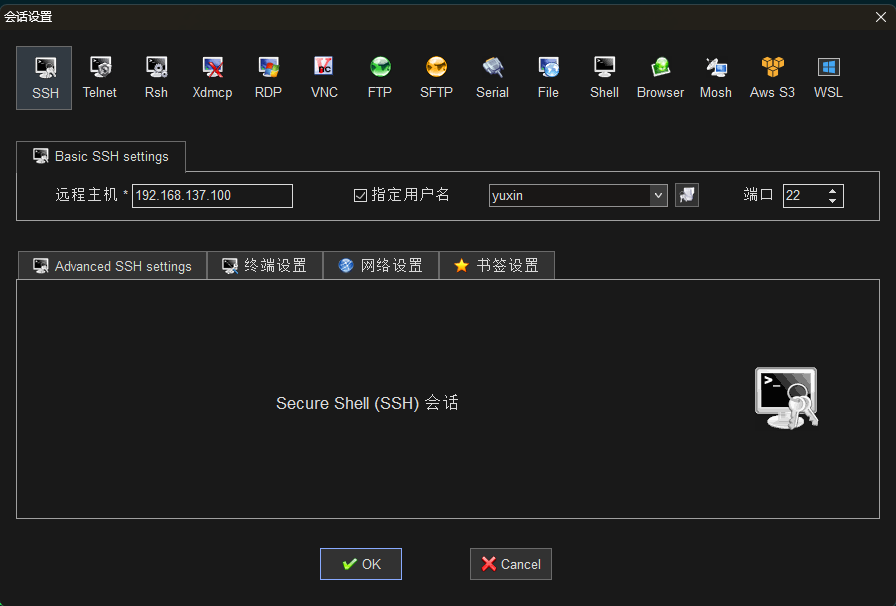 会话设置
SSH Telnet Rsh Xdmcp RDP VNC FTP SFTP Serial File Shell Browser Mosh Aws S3 WSL
Basic SSH settings
远程主机 * 192.168.137.100 指定用户名 yuxin 端口 22
Advanced SSH settings 终端设置 网络设置 书签设置
Secure Shell (SSH) 会话
OK Cancel